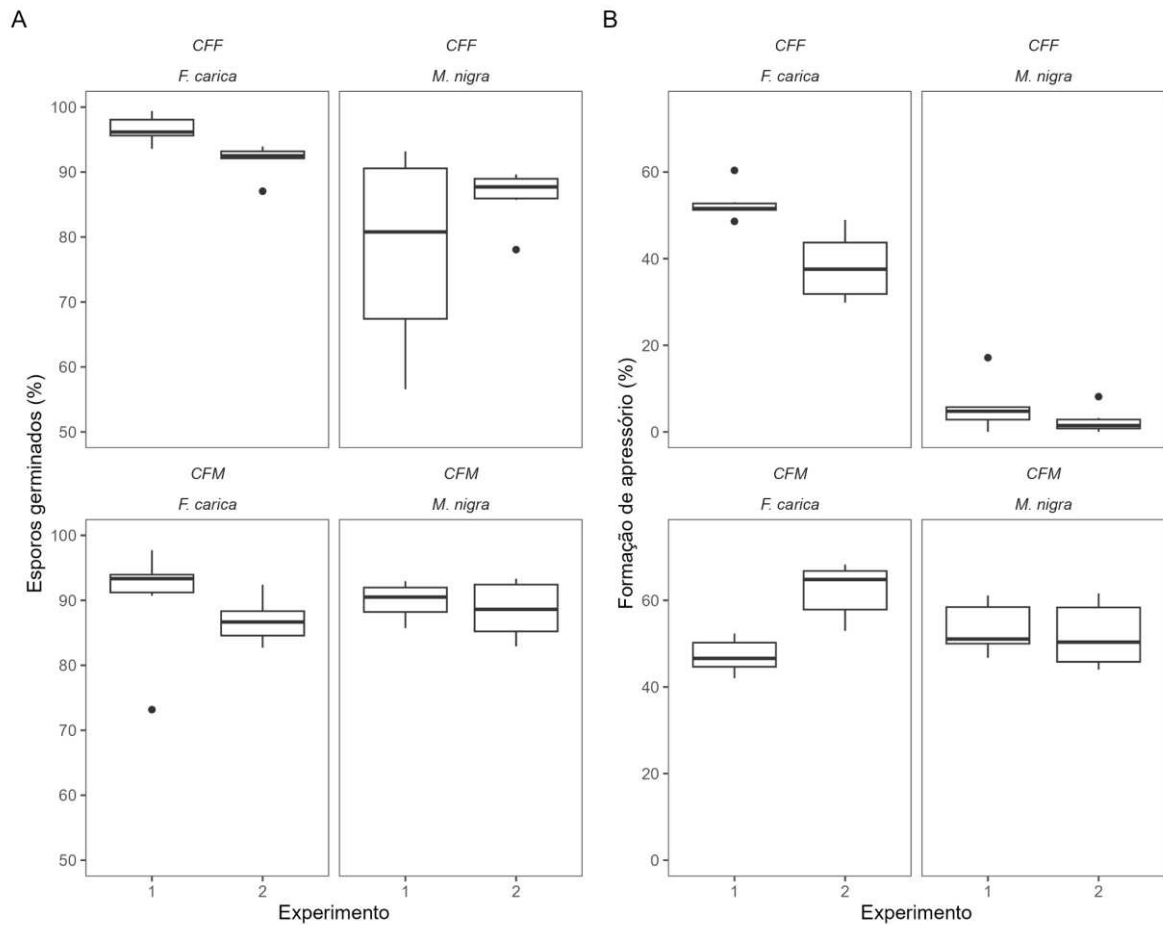 A
CFF
F. carica
CFF
M. nigra
100
90
80
70
60
50
CFM
F. carica
CFM
M. nigra
100
90
80
70
60
50
Esporos germinados (%)
1
2
1
2
Experimento
B
CFF
F. carica
CFF
M. nigra
60
40
20
0
CFM
F. carica
CFM
M. nigra
60
40
20
0
Formação de apressório (%)
1
2
1
2
Experimento